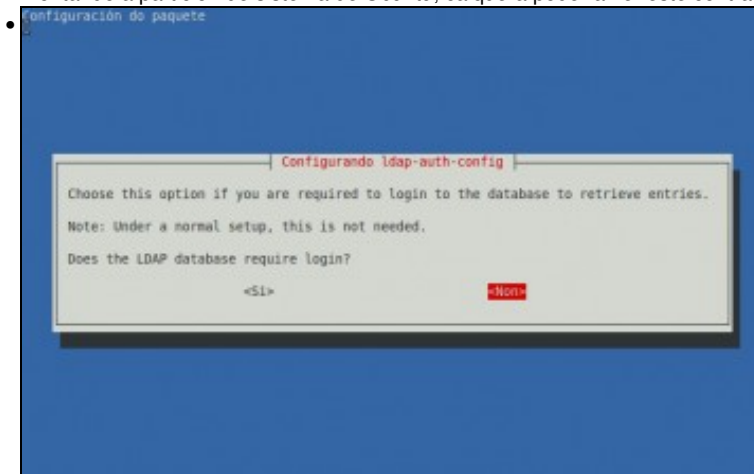 Configuración do paquete
Configurando ldap-auth-config
Choose this option if you are required to login to the database to retrieve entries.
Note: Under a normal setup, this is not needed.
Does the LDAP database require login?
<Si> <Non>